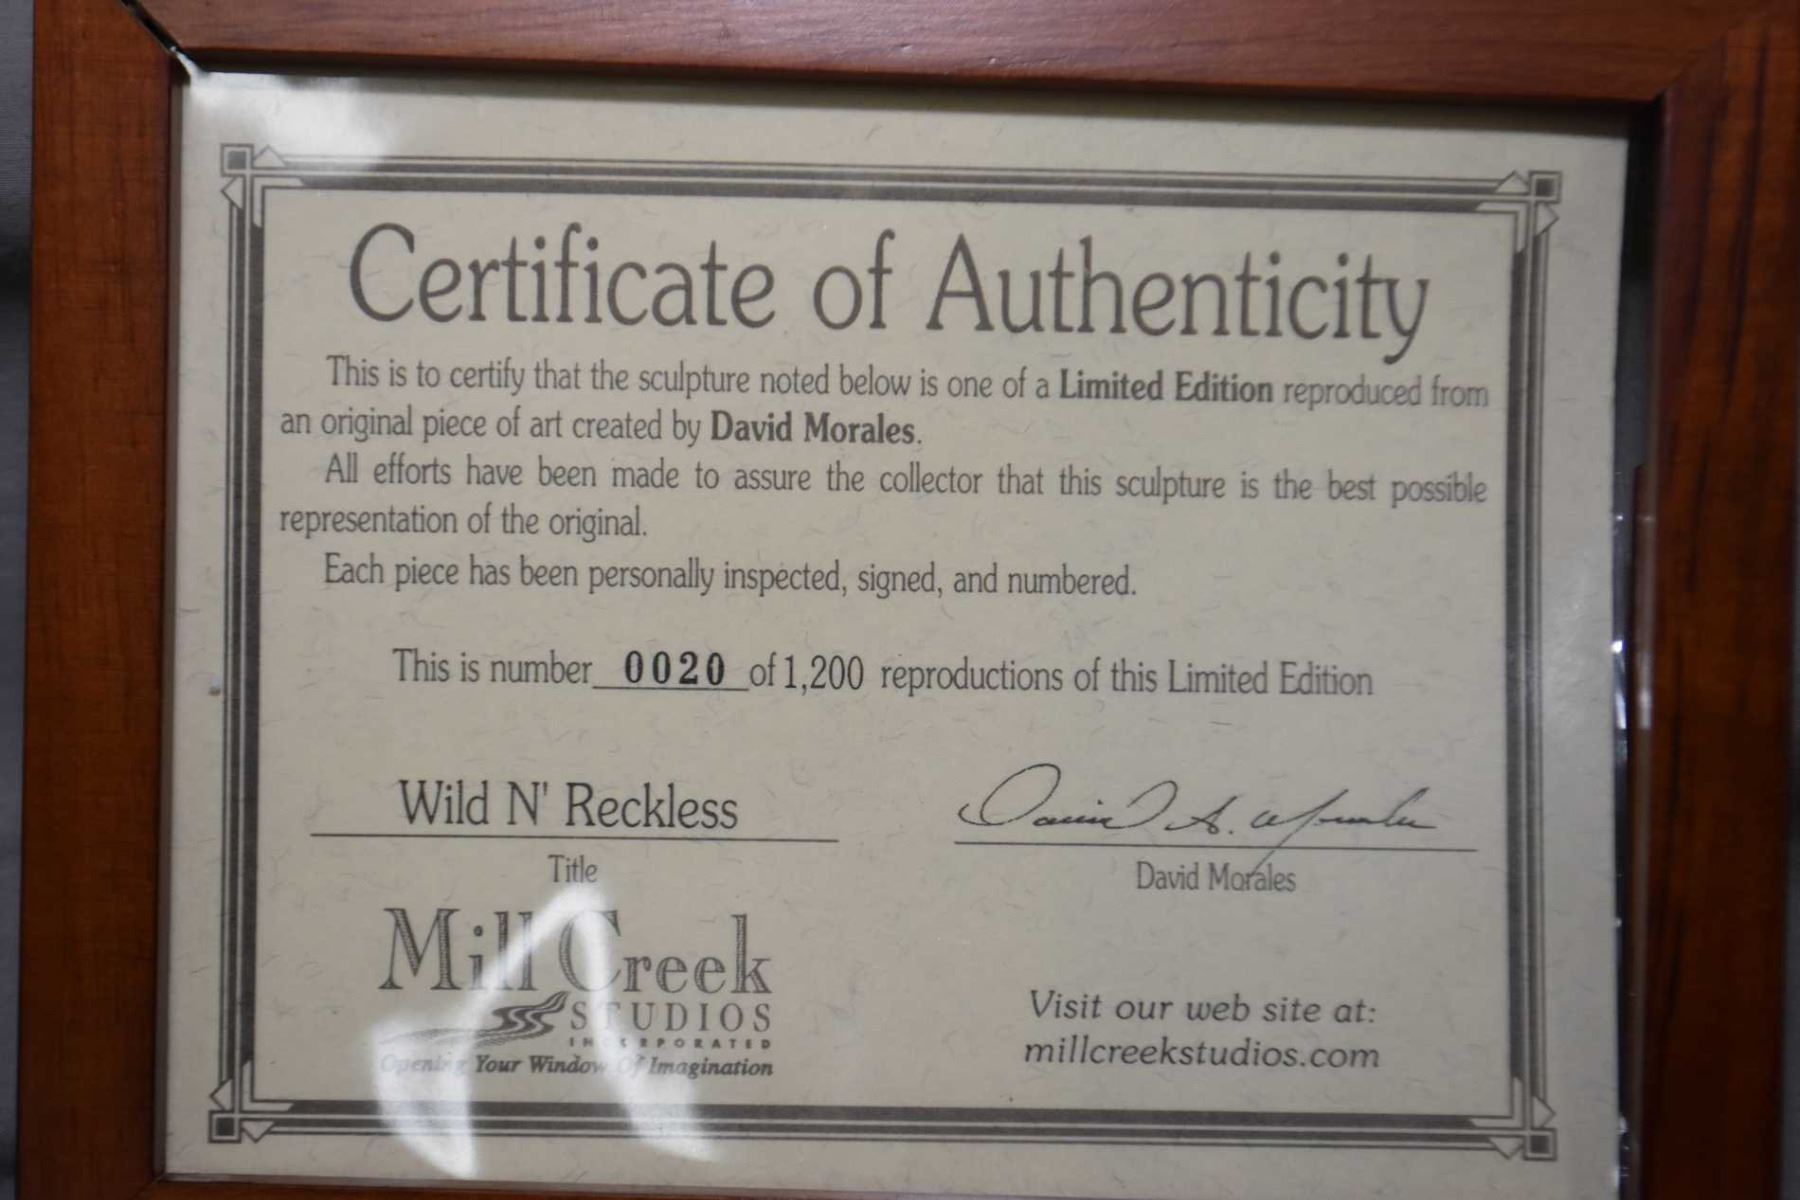 Certificate of Authenticity
This is to certify that the sculpture noted below is one of a Limited Edition reproduced from
an original piece of art created by David Morales.
All efforts have been made to assure the collector that this sculpture is the best possible
representation of the original.
Each piece has been personally inspected, signed, and numbered.
This is number 0020 of 1,200 reproductions of this Limited Edition
Wild N' Reckless
Title
David A. Morales
David Morales
Mill Creek
STUDIOS
INCORPORATED
Opening Your Window Of Imagination
Visit our web site at:
millcreekstudios.com